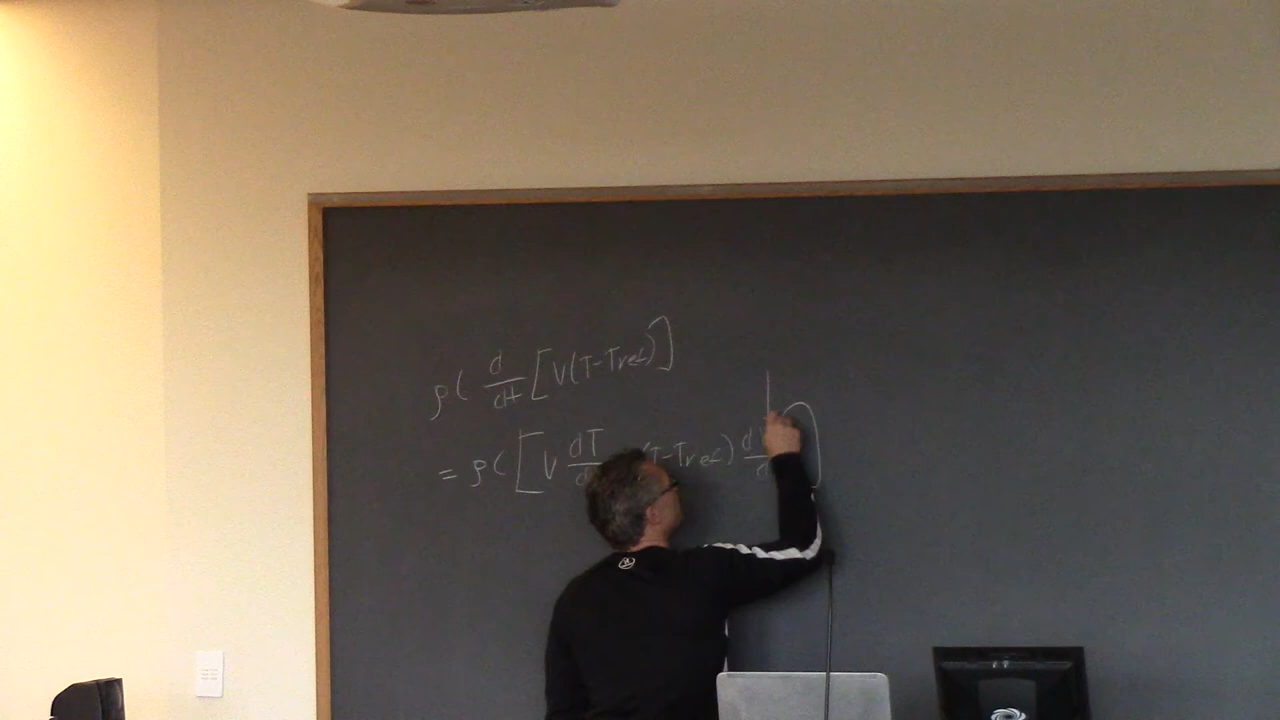 ρC d/dt [V(T-Tref)]
= ρC [V dT/d (T-Tref) d